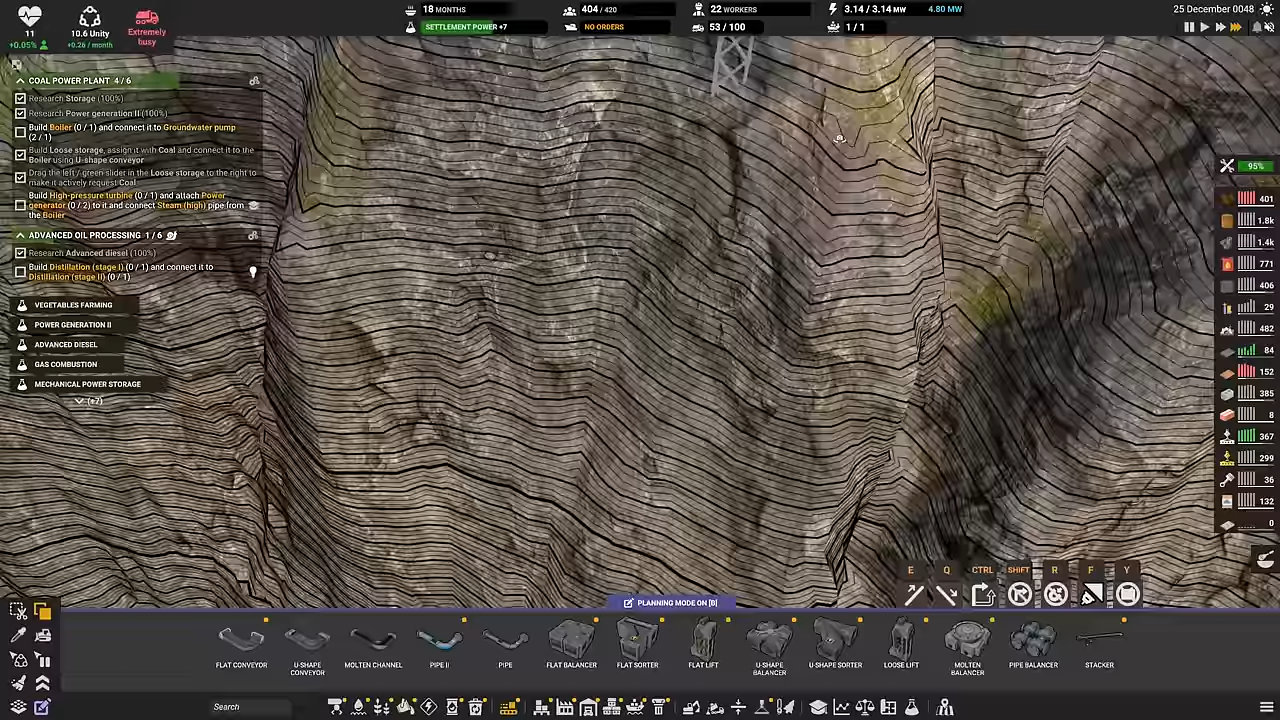 11
+0.05%
10.6 Unity
+0.26 / month
Extremely busy
18 MONTHS
SETTLEMENT POWER +7
404 / 420
NO ORDERS
22 WORKERS
53 / 100
3.14 / 3.14 MW
4.80 MW
1 / 1
25 December 0048
COAL POWER PLANT 4 / 6
Research Storage (100%)
Research Power generation II (100%)
Build Boiler (0 / 1) and connect it to Groundwater pump
(2 / 1)
Build Loose storage, assign it with Coal and connect it to the
Boiler using U-shape conveyor
Drag the left / green slider in the Loose storage to the right to
make it actively request Coal
Build High-pressure turbine (0 / 1) and attach Power
generator (0 / 2) to it and connect Steam (high) pipe from
the Boiler
ADVANCED OIL PROCESSING 1 / 6
Research Advanced diesel (100%)
Build Distillation (stage I) (0 / 1) and connect it to
Distillation (stage II) (0 / 1)
VEGETABLES FARMING
POWER GENERATION II
ADVANCED DIESEL
GAS COMBUSTION
MECHANICAL POWER STORAGE
(+7)
95%
401
1.8k
1.4k
771
406
29
482
84
152
385
8
367
299
36
132
0
E Q CTRL SHIFT R F Y
PLANNING MODE ON [B]
FLAT CONVEYOR
U-SHAPE CONVEYOR
MOLTEN CHANNEL
PIPE II
PIPE
FLAT BALANCER
FLAT SORTER
FLAT LIFT
U-SHAPE BALANCER
U-SHAPE SORTER
LOOSE LIFT
MOLTEN BALANCER
PIPE BALANCER
STACKER
Search